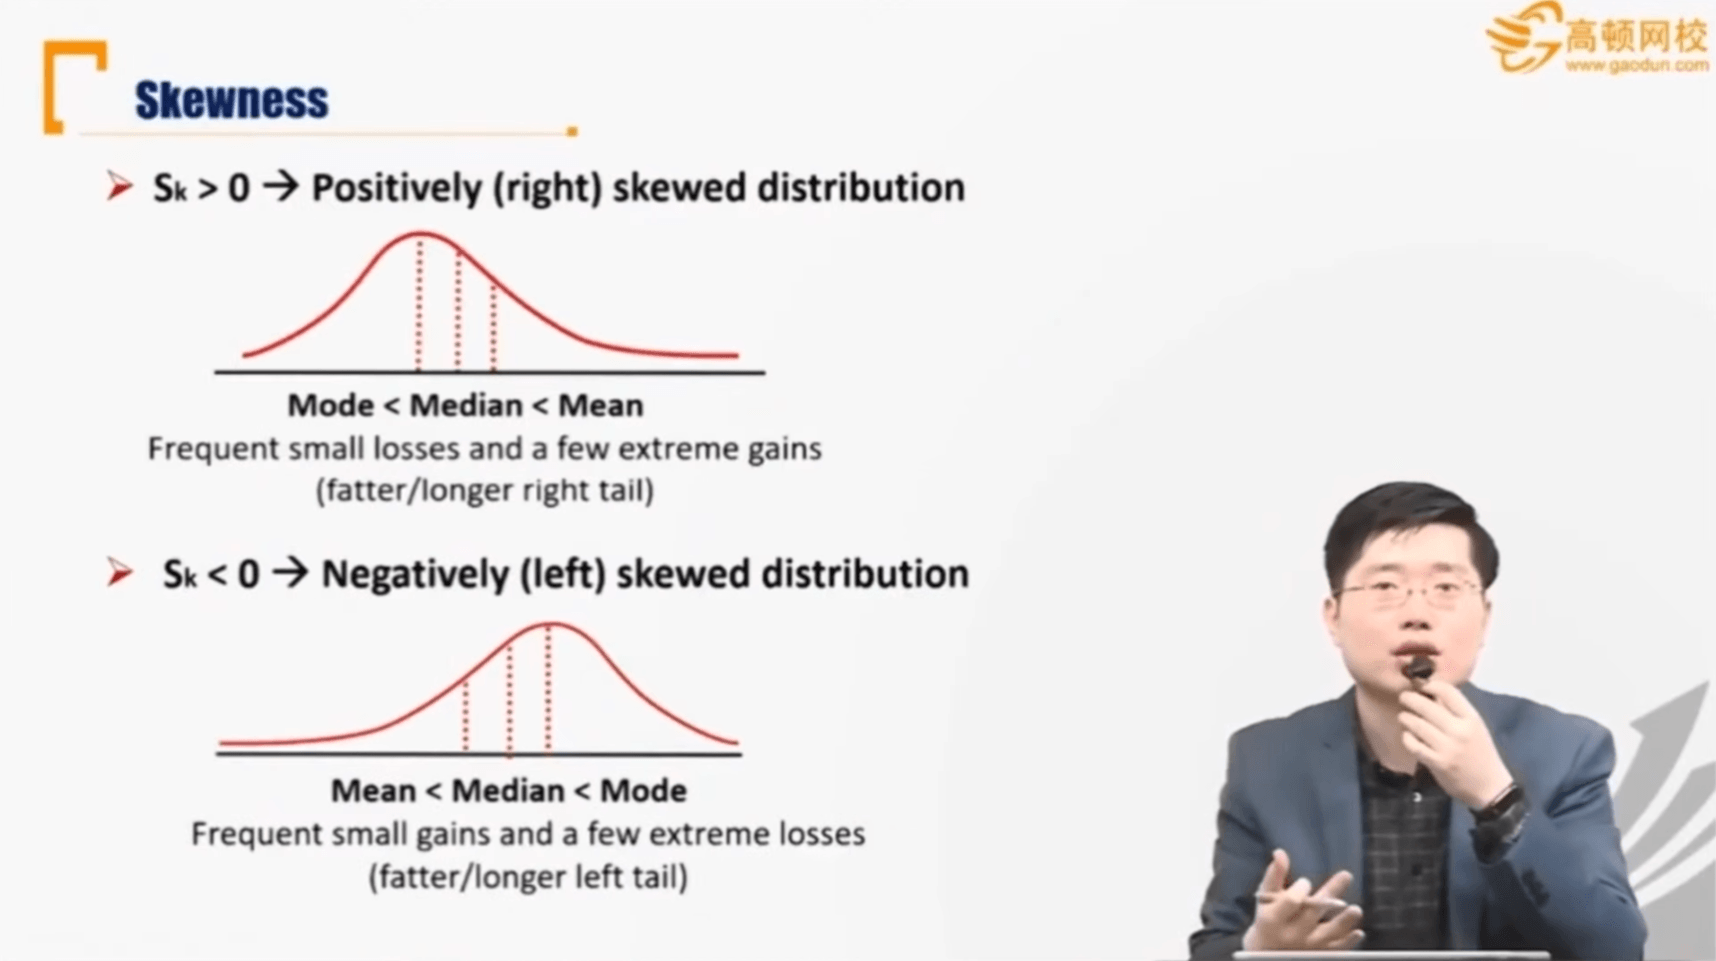 高顿网校
www.gaodun.com
Skewness
Sk > 0 → Positively (right) skewed distribution
Mode < Median < Mean
Frequent small losses and a few extreme gains
(fatter/longer right tail)
Sk < 0 → Negatively (left) skewed distribution
Mean < Median < Mode
Frequent small gains and a few extreme losses
(fatter/longer left tail)